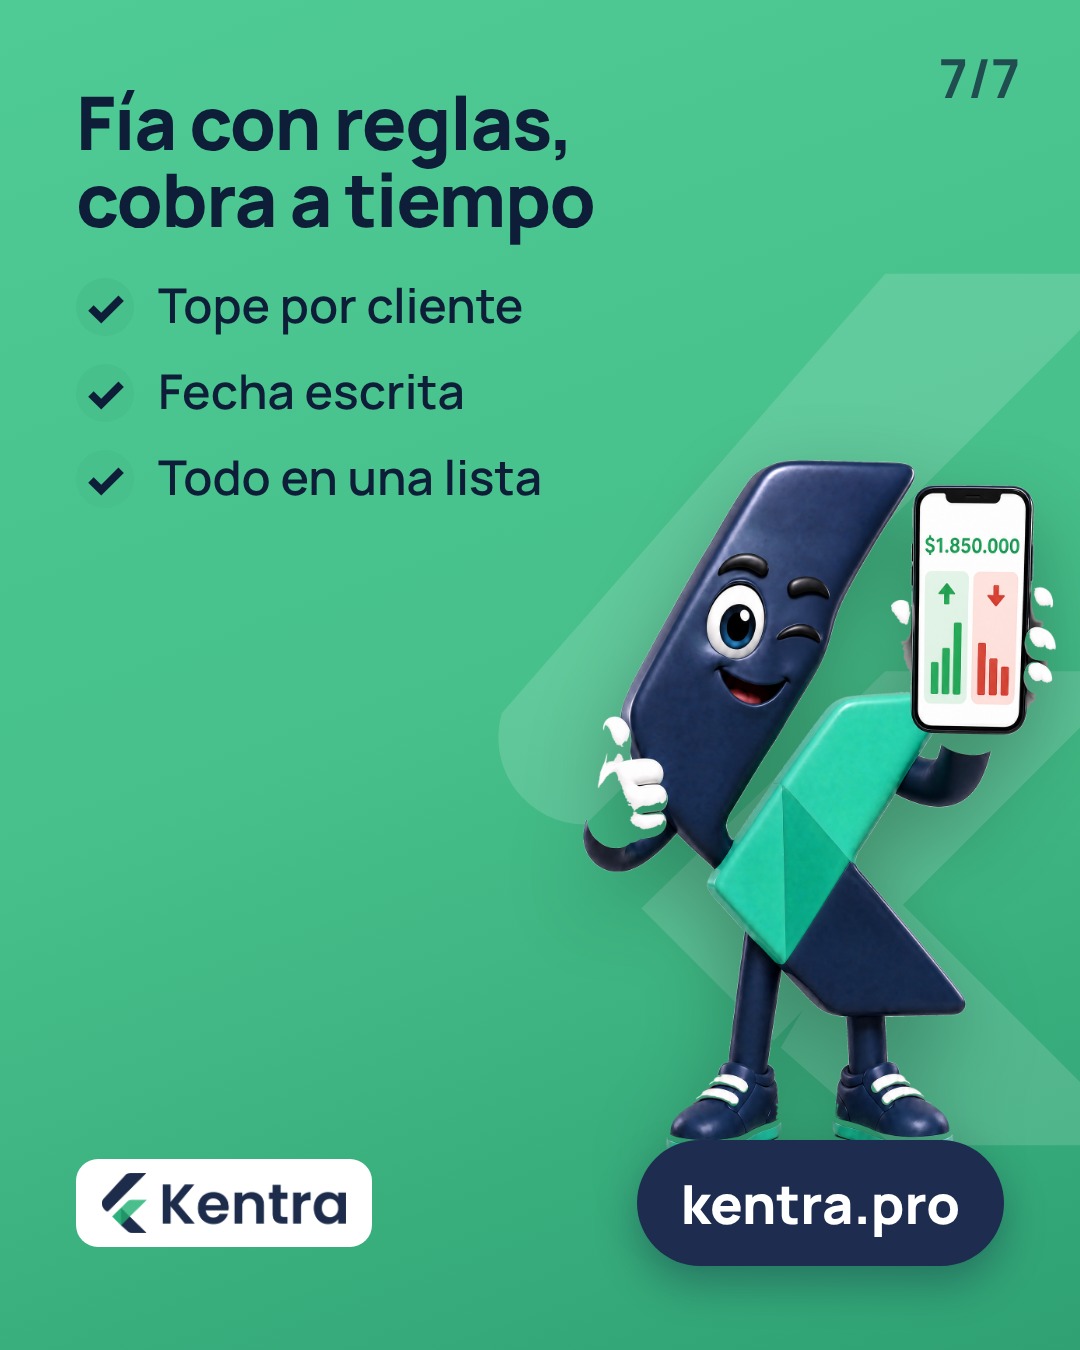 7/7
Fía con reglas,
cobra a tiempo
Tope por cliente
Fecha escrita
Todo en una lista
$1.850.000
Kentra
kentra.pro